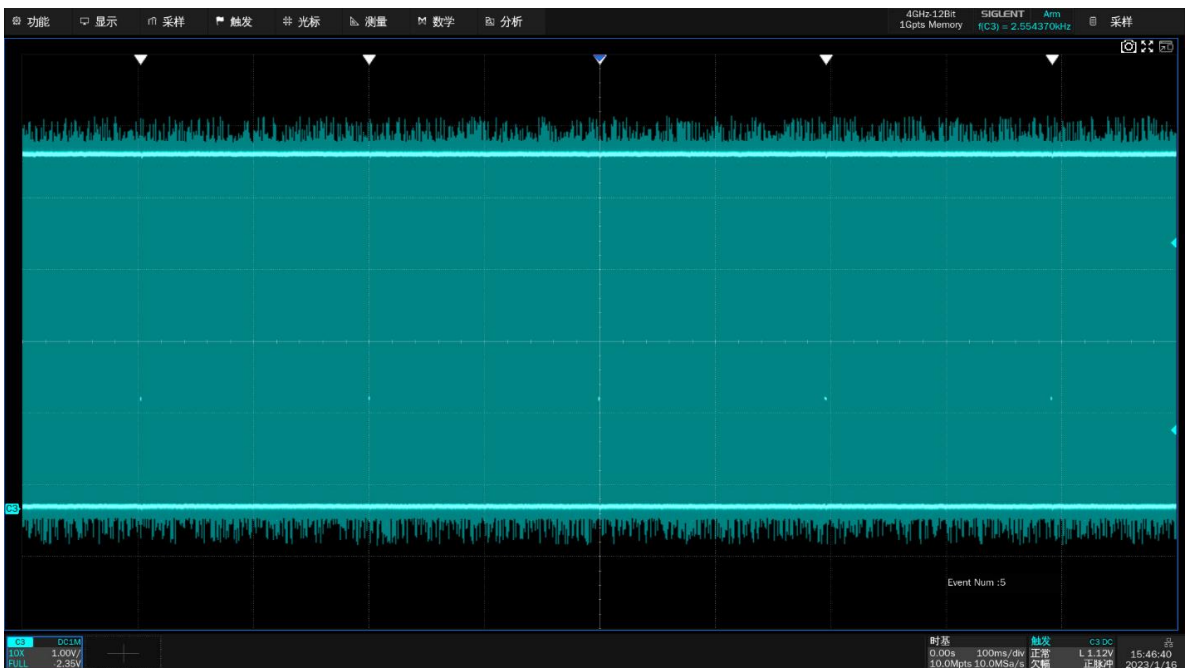 功能 显示 采样 触发 光标 测量 数学 分析
4GHz-12Bit SIGLENT Arm
1Gpts Memory f(C3) = 2.554370kHz
采样
C3
Event Num :5
C3 DC1M
10X 1.00V/
FULL -2.35V
时基 触发 C3 DC
0.00s 100ms/div 正常 L 1.12V 15:46:40
10.0Mpts 10.0MSa/s 欠幅 正脉冲 2023/1/16